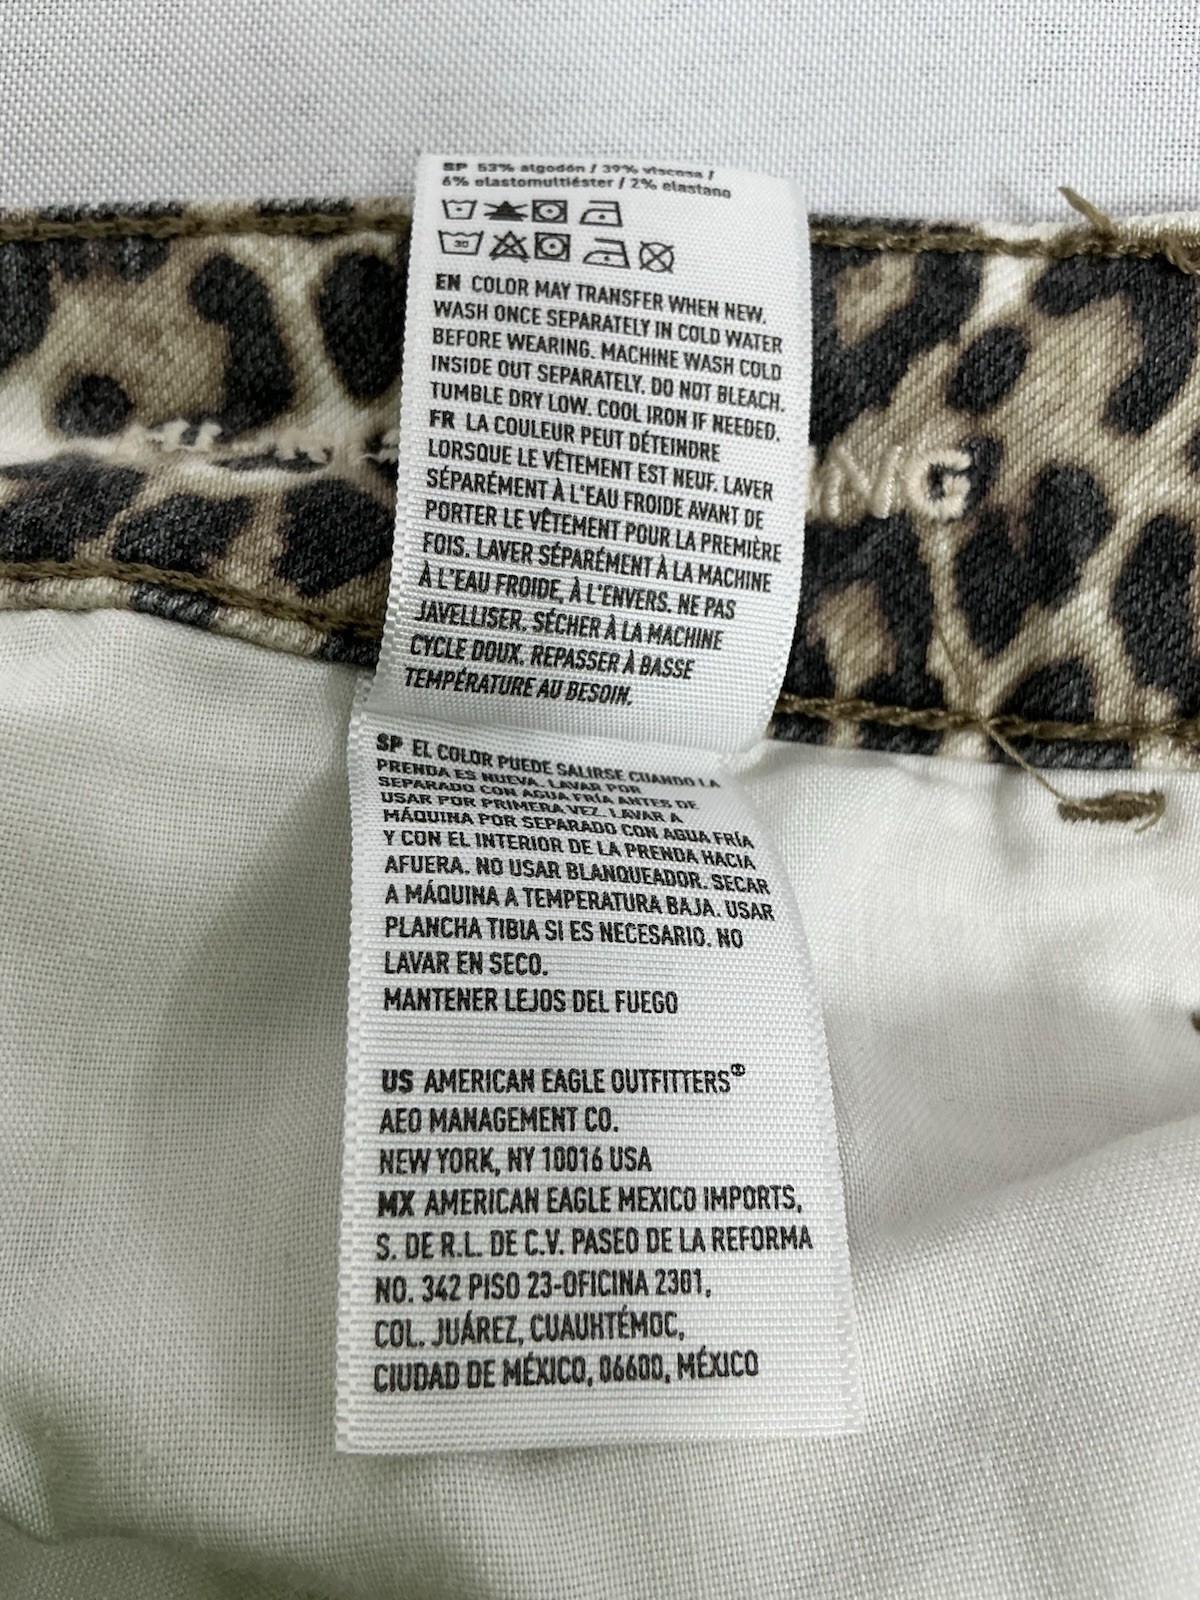 SP 53% algodón / 39% viscosa /
6% elastomultiéster / 2% elastano
30
EN COLOR MAY TRANSFER WHEN NEW.
WASH ONCE SEPARATELY IN COLD WATER
BEFORE WEARING. MACHINE WASH COLD
INSIDE OUT SEPARATELY. DO NOT BLEACH.
TUMBLE DRY LOW. COOL IRON IF NEEDED.
FR LA COULEUR PEUT DÉTEINDRE
LORSQUE LE VÊTEMENT EST NEUF. LAVER
SÉPARÉMENT À L'EAU FROIDE AVANT DE
PORTER LE VÊTEMENT POUR LA PREMIÈRE
FOIS. LAVER SÉPARÉMENT À LA MACHINE
À L'EAU FROIDE, À L'ENVERS. NE PAS
JAVELLISER. SÉCHER À LA MACHINE
CYCLE DOUX. REPASSER À BASSE
TEMPÉRATURE AU BESOIN.
SP EL COLOR PUEDE SALIRSE CUANDO LA
PRENDA ES NUEVA. LAVAR POR
SEPARADO CON AGUA FRÍA ANTES DE
USAR POR PRIMERA VEZ. LAVAR A
MÁQUINA POR SEPARADO CON AGUA FRÍA
Y CON EL INTERIOR DE LA PRENDA HACIA
AFUERA. NO USAR BLANQUEADOR. SECAR
A MÁQUINA A TEMPERATURA BAJA. USAR
PLANCHA TIBIA SI ES NECESARIO. NO
LAVAR EN SECO.
MANTENER LEJOS DEL FUEGO
US AMERICAN EAGLE OUTFITTERS®
AEO MANAGEMENT CO.
NEW YORK, NY 10016 USA
MX AMERICAN EAGLE MEXICO IMPORTS,
S. DE R.L. DE C.V. PASEO DE LA REFORMA
NO. 342 PISO 23-OFICINA 2301,
COL. JUÁREZ, CUAUHTÉMOC,
CIUDAD DE MÉXICO, 06600, MÉXICO